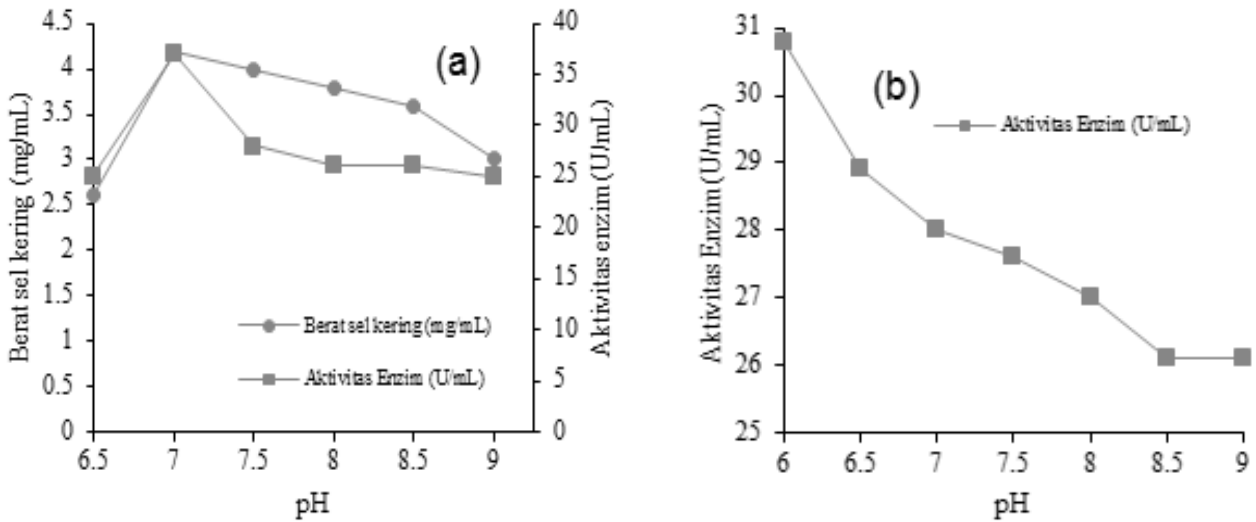 (a)
Berat sel kering (mg/mL)
4.5
4
3.5
3
2.5
2
1.5
1
0.5
0
40
35
30
25
20
15
10
5
0
Aktivitas enzim (U/mL)
Berat sel kering (mg/mL)
Aktivitas Enzim (U/mL)
6.5 7 7.5 8 8.5 9
pH
(b)
Aktivitas Enzim (U/mL)
31
30
29
28
27
26
25
Aktivitas Enzim (U/mL)
6 6.5 7 7.5 8 8.5 9
pH